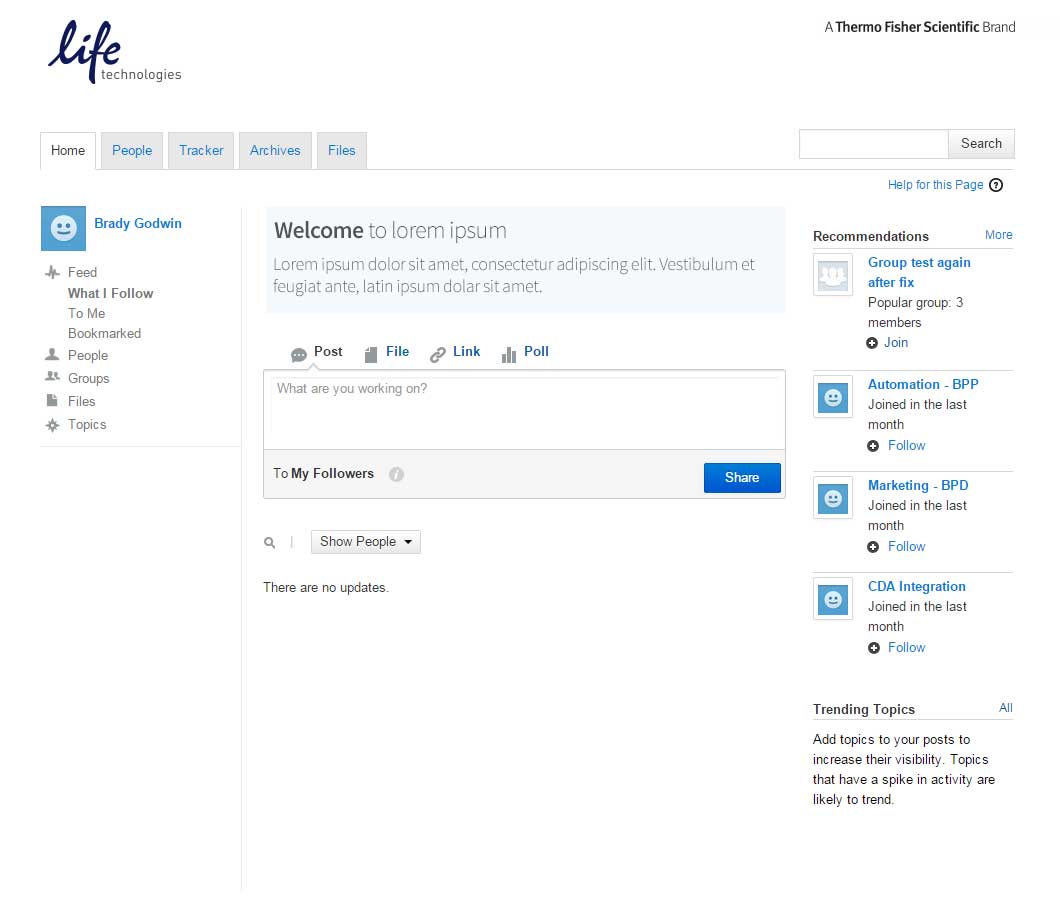 life
technologies
A Thermo Fisher Scientific Brand
Home
People
Tracker
Archives
Files
Search
Help for this Page
Brady Godwin
Feed
What I Follow
To Me
Bookmarked
People
Groups
Files
Topics
Welcome to lorem ipsum
Lorem ipsum dolor sit amet, consectetur adipiscing elit. Vestibulum et
feugiat ante, latin ipsum dolar sit amet.
Post
File
Link
Poll
What are you working on?
To My Followers
Share
Show People
There are no updates.
Recommendations
More
Group test again
after fix
Popular group: 3
members
Join
Automation - BPP
Joined in the last
month
Follow
Marketing - BPD
Joined in the last
month
Follow
CDA Integration
Joined in the last
month
Follow
Trending Topics
All
Add topics to your posts to
increase their visibility. Topics
that have a spike in activity are
likely to trend.